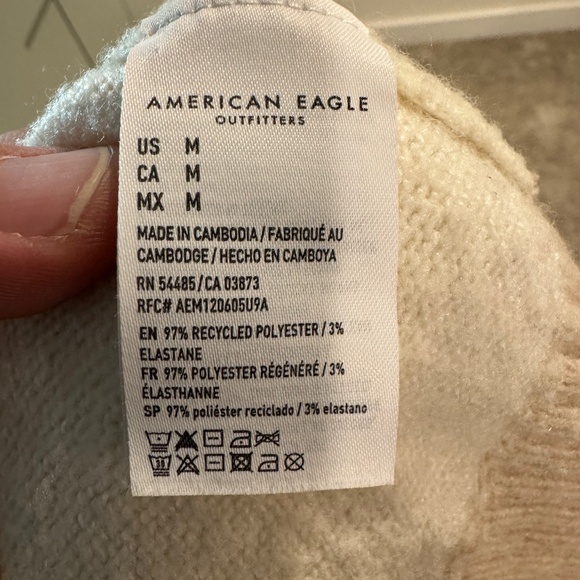 AMERICAN EAGLE
OUTFITTERS
US M
CA M
MX M
MADE IN CAMBODIA / FABRIQUÉ AU
CAMBODGE / HECHO EN CAMBOYA
RN 54485 / CA 03873
RFC# AEM120605U9A
EN 97% RECYCLED POLYESTER / 3%
ELASTANE
FR 97% POLYESTER RÉGÉNÉRÉ / 3%
ÉLASTHANNE
SP 97% poliéster reciclado / 3% elastano